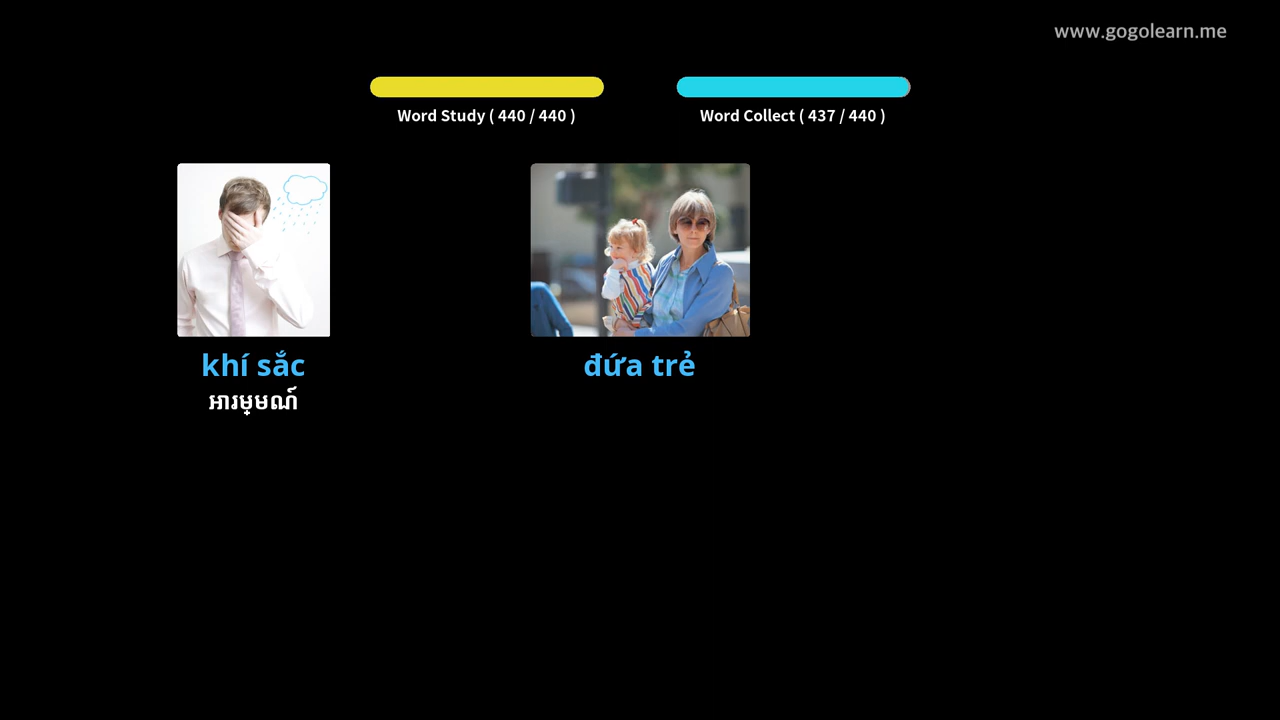 www.gogolearn.me
Word Study ( 440 / 440 )
Word Collect ( 437 / 440 )
khí sắc
អារម្មណ៍
đứa trẻ